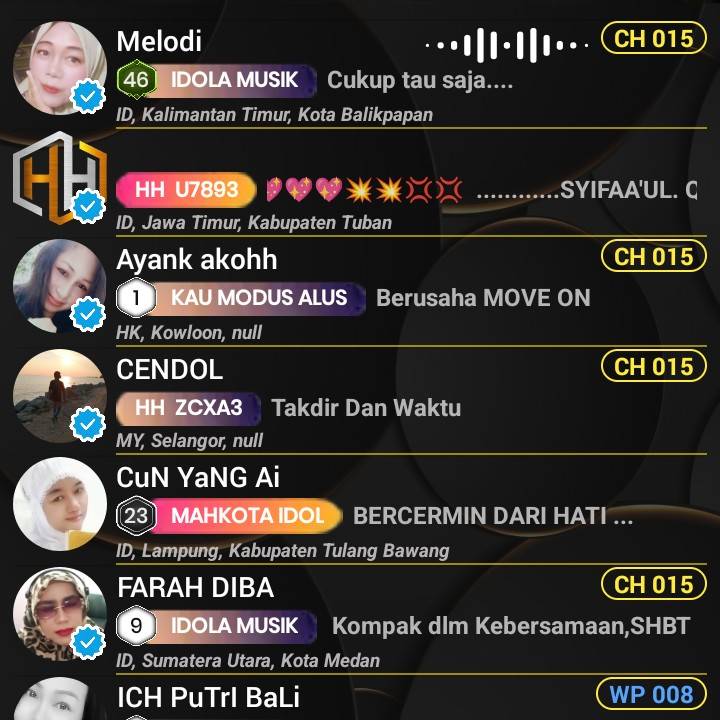 Melodi
CH 015
46 IDOLA MUSIK Cukup tau saja....
ID, Kalimantan Timur, Kota Balikpapan
HH
HH U7893 💖💖💖💥💥💢💢 ............SYIFAA'UL. Q
ID, Jawa Timur, Kabupaten Tuban
Ayank akohh
CH 015
1 KAU MODUS ALUS Berusaha MOVE ON
HK, Kowloon, null
CENDOL
CH 015
HH ZCXA3 Takdir Dan Waktu
MY, Selangor, null
CuN YaNG Ai
23 MAHKOTA IDOL BERCERMIN DARI HATI ...
ID, Lampung, Kabupaten Tulang Bawang
FARAH DIBA
CH 015
9 IDOLA MUSIK Kompak dlm Kebersamaan,SHBT
ID, Sumatera Utara, Kota Medan
ICH PuTrI BaLi
WP 008